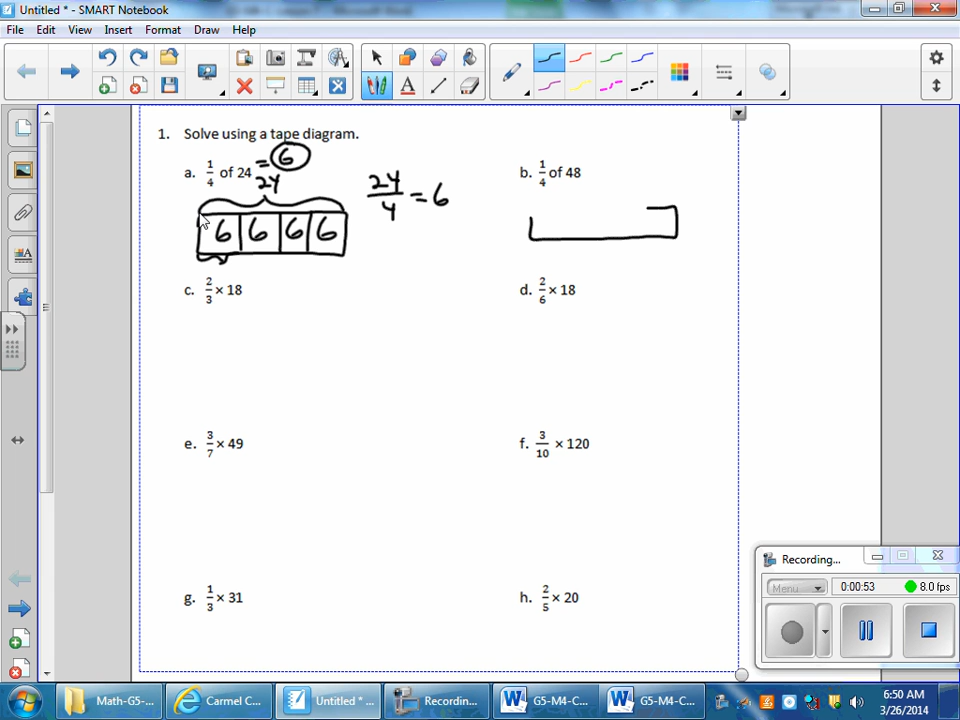 Untitled * - SMART Notebook
File Edit View Insert Format Draw Help
1. Solve using a tape diagram.
a. 1/4 of 24 = 6
24
24/4 = 6
6 6 6 6
b. 1/4 of 48
c. 2/3 × 18
d. 2/6 × 18
e. 3/7 × 49
f. 3/10 × 120
g. 1/3 × 31
h. 2/5 × 20
Recording...
Menu 0:00:53 8.0 fps
Math-G5-... Carmel C... Untitled * ... Recordin... G5-M4-C... G5-M4-C...
6:50 AM
3/26/2014